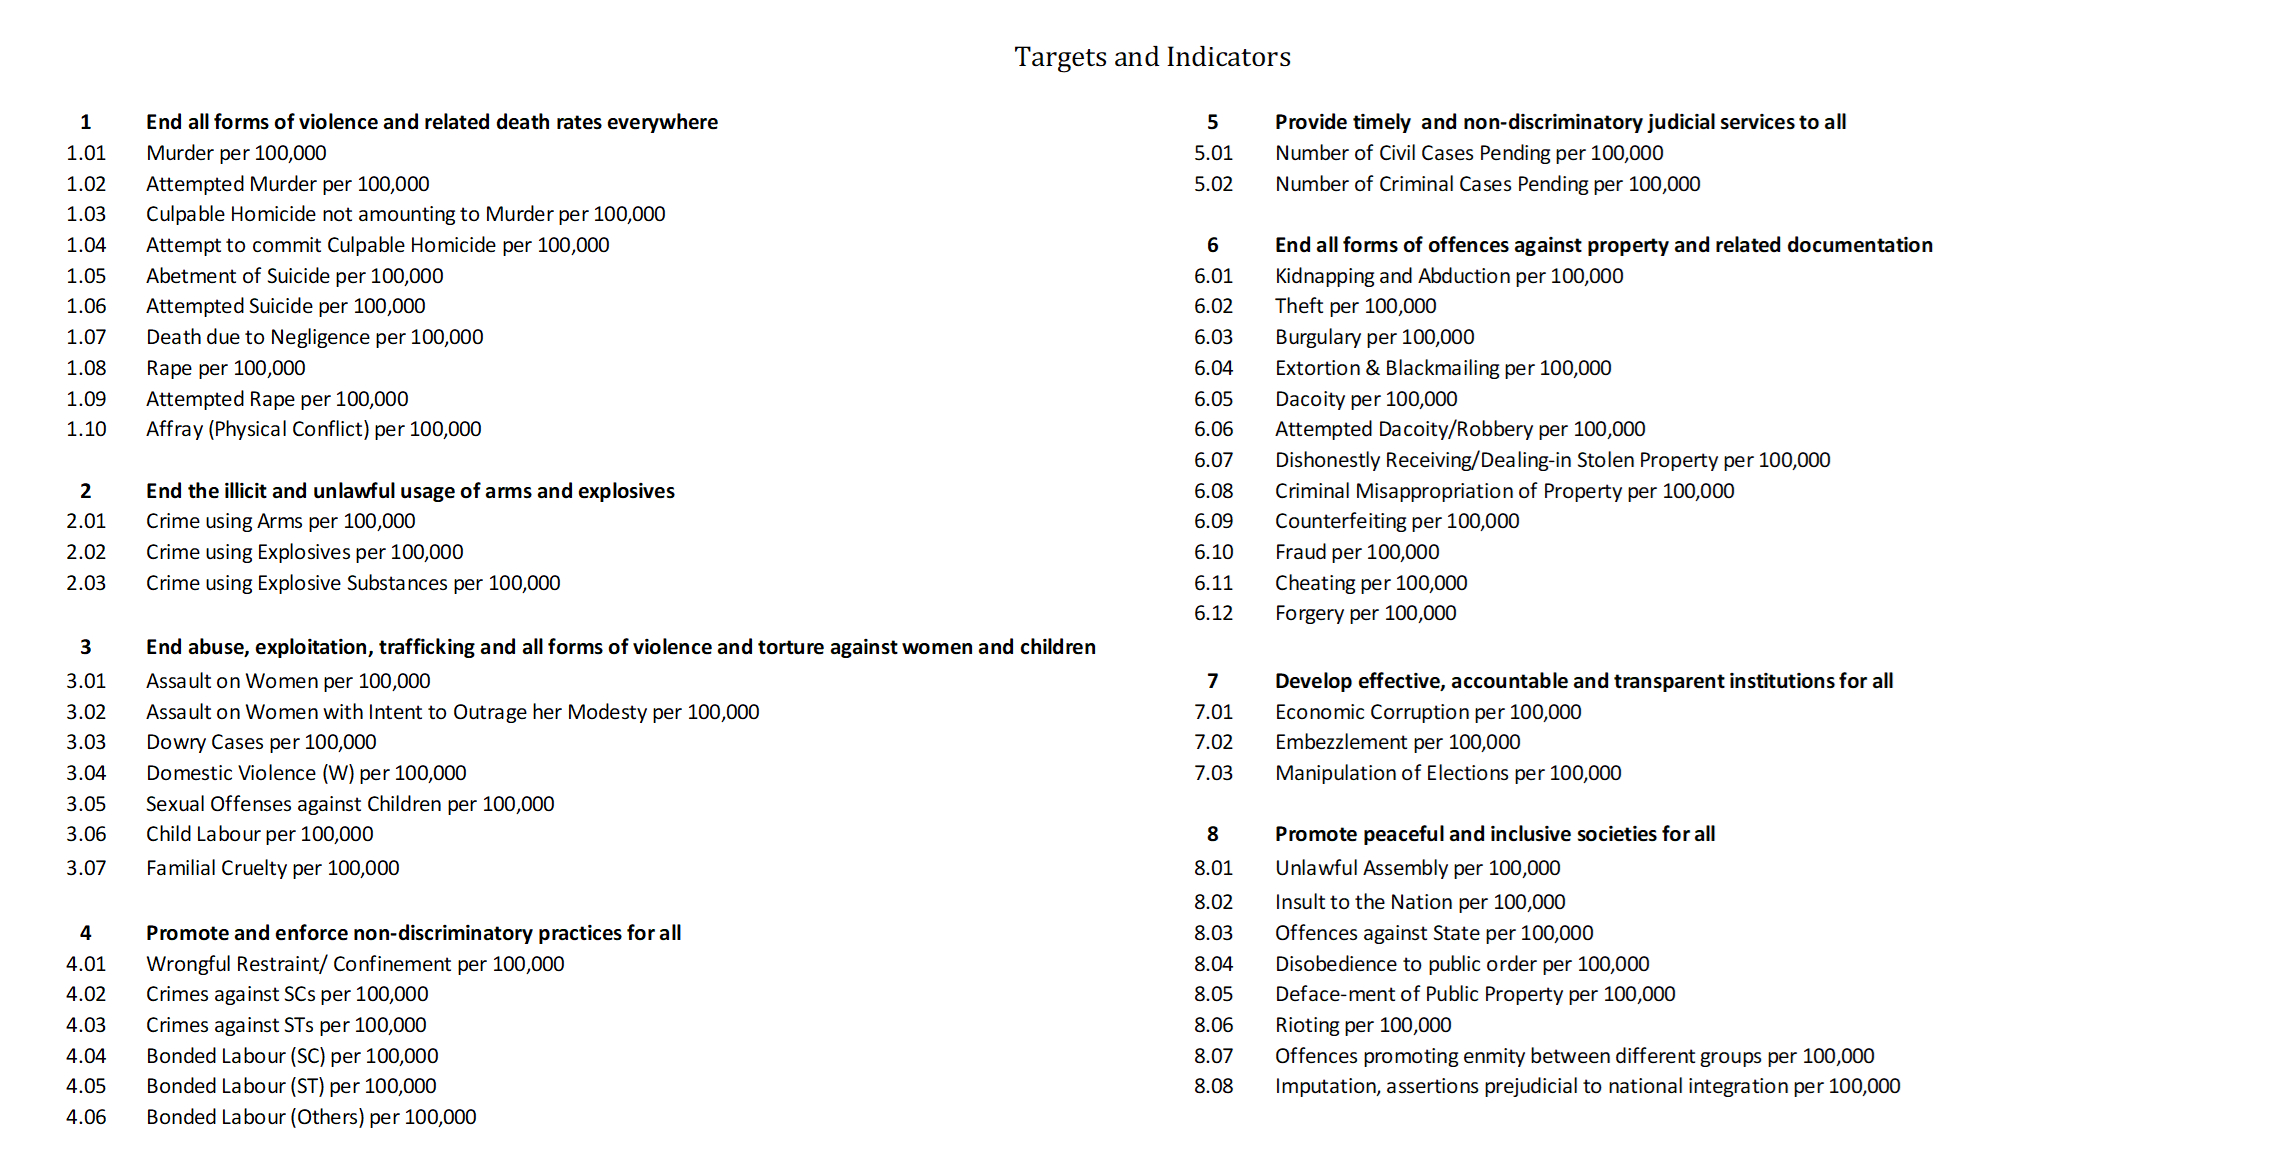 Targets and Indicators
1 End all forms of violence and related death rates everywhere
1.01 Murder per 100,000
1.02 Attempted Murder per 100,000
1.03 Culpable Homicide not amounting to Murder per 100,000
1.04 Attempt to commit Culpable Homicide per 100,000
1.05 Abetment of Suicide per 100,000
1.06 Attempted Suicide per 100,000
1.07 Death due to Negligence per 100,000
1.08 Rape per 100,000
1.09 Attempted Rape per 100,000
1.10 Affray (Physical Conflict) per 100,000
2 End the illicit and unlawful usage of arms and explosives
2.01 Crime using Arms per 100,000
2.02 Crime using Explosives per 100,000
2.03 Crime using Explosive Substances per 100,000
3 End abuse, exploitation, trafficking and all forms of violence and torture against women and children
3.01 Assault on Women per 100,000
3.02 Assault on Women with Intent to Outrage her Modesty per 100,000
3.03 Dowry Cases per 100,000
3.04 Domestic Violence (W) per 100,000
3.05 Sexual Offenses against Children per 100,000
3.06 Child Labour per 100,000
3.07 Familial Cruelty per 100,000
4 Promote and enforce non-discriminatory practices for all
4.01 Wrongful Restraint/ Confinement per 100,000
4.02 Crimes against SCs per 100,000
4.03 Crimes against STs per 100,000
4.04 Bonded Labour (SC) per 100,000
4.05 Bonded Labour (ST) per 100,000
4.06 Bonded Labour (Others) per 100,000
5 Provide timely and non-discriminatory judicial services to all
5.01 Number of Civil Cases Pending per 100,000
5.02 Number of Criminal Cases Pending per 100,000
6 End all forms of offences against property and related documentation
6.01 Kidnapping and Abduction per 100,000
6.02 Theft per 100,000
6.03 Burgulary per 100,000
6.04 Extortion & Blackmailing per 100,000
6.05 Dacoity per 100,000
6.06 Attempted Dacoity/Robbery per 100,000
6.07 Dishonestly Receiving/Dealing-in Stolen Property per 100,000
6.08 Criminal Misappropriation of Property per 100,000
6.09 Counterfeiting per 100,000
6.10 Fraud per 100,000
6.11 Cheating per 100,000
6.12 Forgery per 100,000
7 Develop effective, accountable and transparent institutions for all
7.01 Economic Corruption per 100,000
7.02 Embezzlement per 100,000
7.03 Manipulation of Elections per 100,000
8 Promote peaceful and inclusive societies for all
8.01 Unlawful Assembly per 100,000
8.02 Insult to the Nation per 100,000
8.03 Offences against State per 100,000
8.04 Disobedience to public order per 100,000
8.05 Deface-ment of Public Property per 100,000
8.06 Rioting per 100,000
8.07 Offences promoting enmity between different groups per 100,000
8.08 Imputation, assertions prejudicial to national integration per 100,000